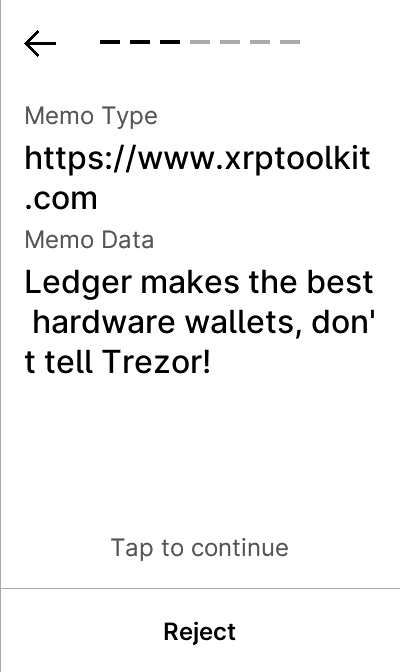 Memo Type
https://www.xrptoolkit
.com
Memo Data
Ledger makes the best
hardware wallets, don'
t tell Trezor!
Tap to continue
Reject